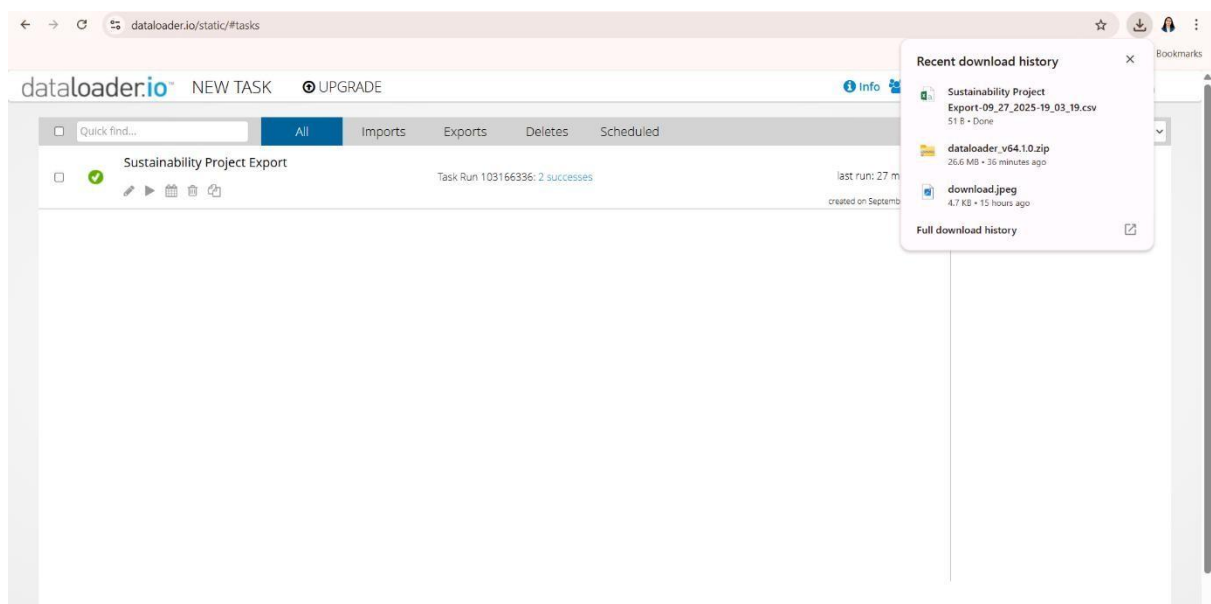 dataloader.io/static/#tasks
Bookmarks
dataloader.io™ NEW TASK UPGRADE Info
Quick find... All Imports Exports Deletes Scheduled
Sustainability Project Export
Task Run 103166336: 2 successes
last run: 27 m
created on Septemb
Recent download history
Sustainability Project
Export-09_27_2025-19_03_19.csv
51 B • Done
dataloader_v64.1.0.zip
26.6 MB • 36 minutes ago
download.jpeg
4.7 KB • 15 hours ago
Full download history